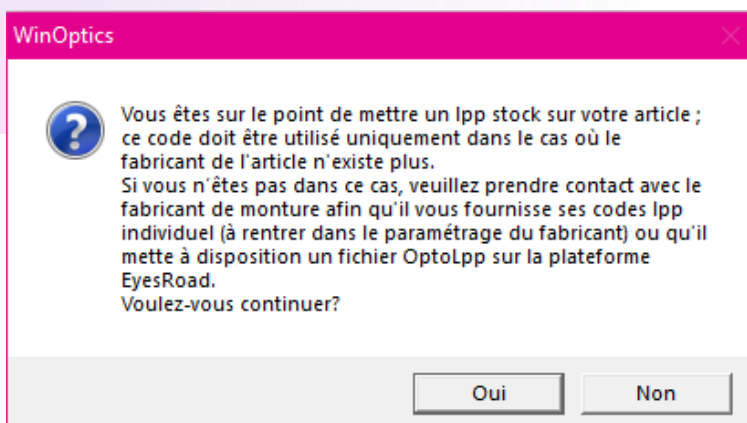 WinOptics
Vous êtes sur le point de mettre un lpp stock sur votre article ;
ce code doit être utilisé uniquement dans le cas où le
fabricant de l'article n'existe plus.
Si vous n'êtes pas dans ce cas, veuillez prendre contact avec le
fabricant de monture afin qu'il vous fournisse ses codes lpp
individuel (à rentrer dans le paramétrage du fabricant) ou qu'il
mette à disposition un fichier OptoLpp sur la plateforme
EyesRoad.
Voulez-vous continuer?
Oui
Non